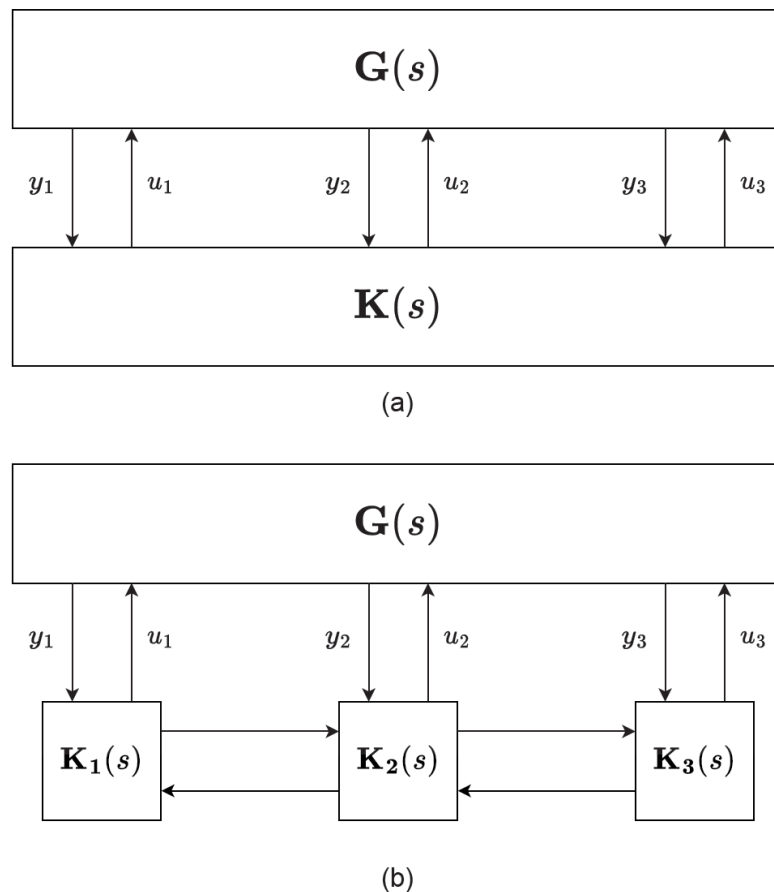 G(s)
y₁ u₁ y₂ u₂ y₃ u₃
K(s)
(a)
G(s)
y₁ u₁ y₂ u₂ y₃ u₃
K₁(s) K₂(s) K₃(s)
(b)